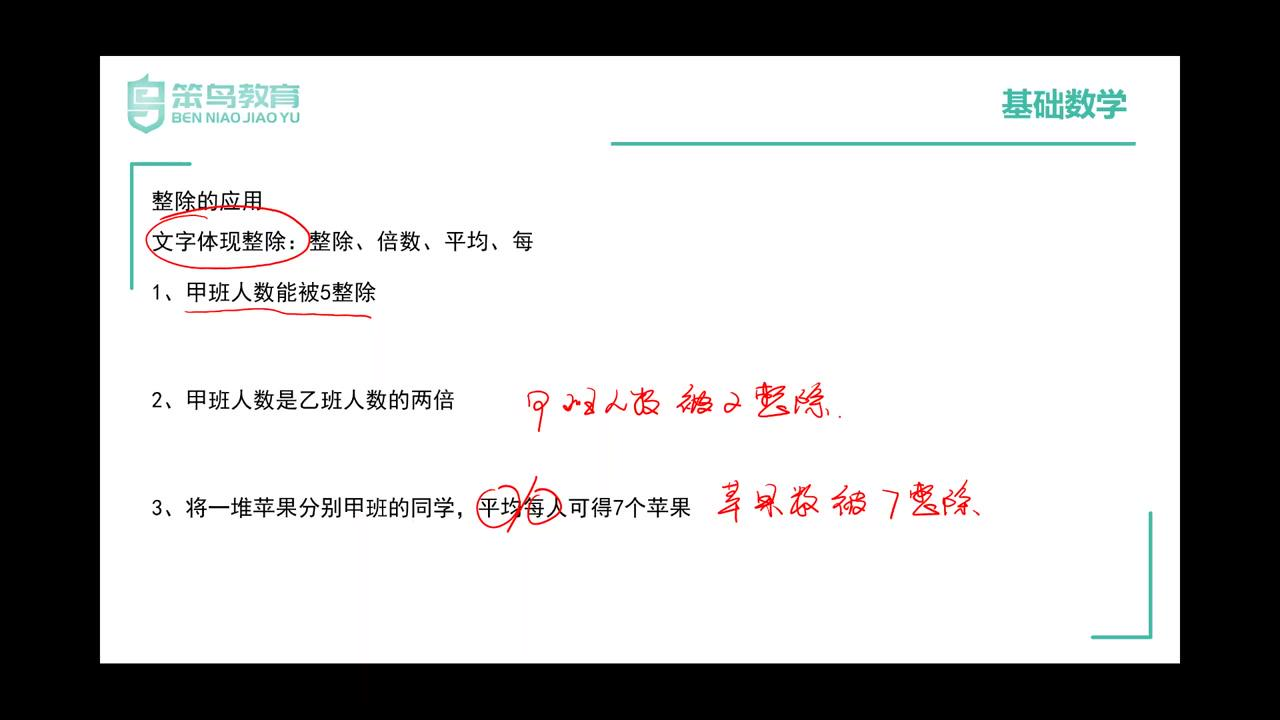 笨鸟教育
BEN NIAO JIAO YU
基础数学
整除的应用
文字体现整除：整除、倍数、平均、每
1、甲班人数能被5整除
2、甲班人数是乙班人数的两倍 甲班人数被2整除.
3、将一堆苹果分别甲班的同学，平均每人可得7个苹果 苹果数被7整除